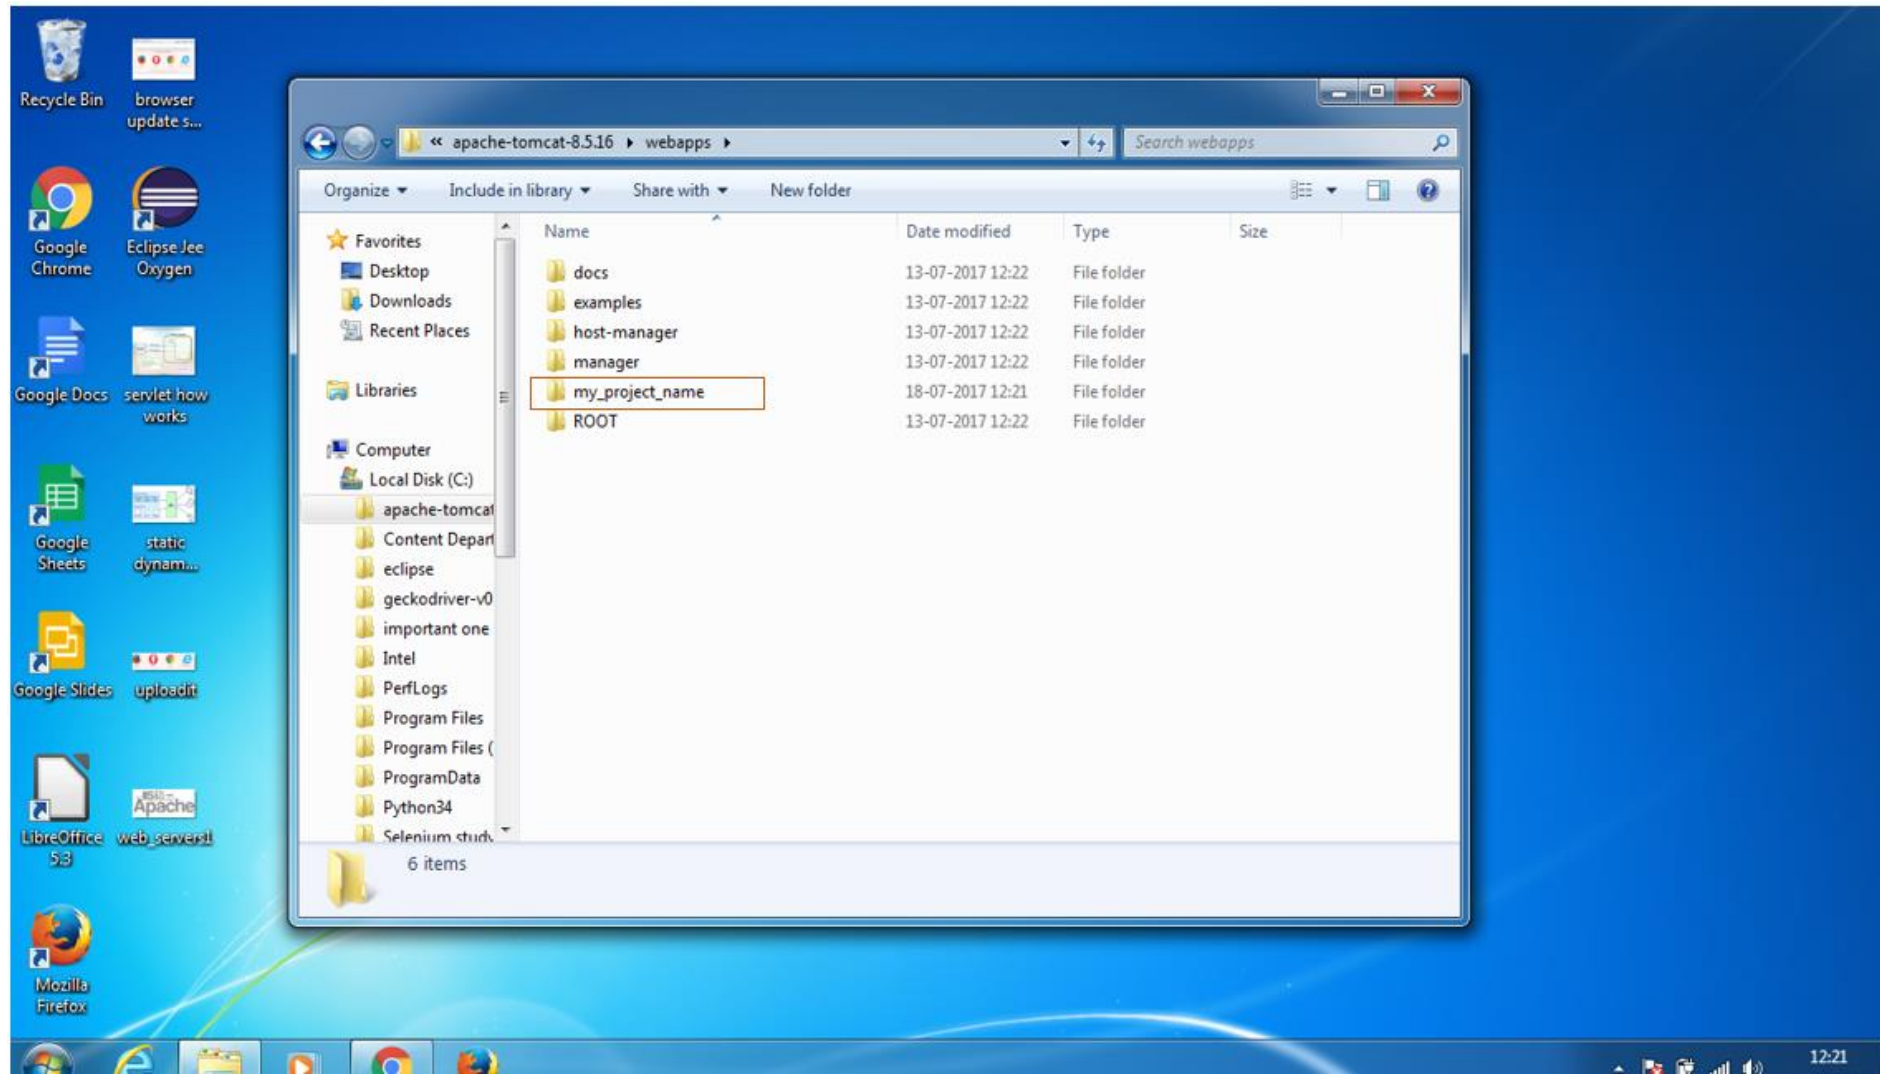 Recycle Bin
browser
update s...
Google
Chrome
Eclipse Jee
Oxygen
Google Docs
servlet how
works
Google
Sheets
static
dynam...
Google Slides
uploadit
LibreOffice
5.3
Apache
web_servers1
Mozilla
Firefox
« apache-tomcat-8.5.16 webapps
Search webapps
Organize Include in library Share with New folder
Favorites
Desktop
Downloads
Recent Places
Libraries
Computer
Local Disk (C:)
apache-tomcat
Content Depart
eclipse
geckodriver-v0
important one
Intel
PerfLogs
Program Files
Program Files (
ProgramData
Python34
Selenium study
Name Date modified Type Size
docs 13-07-2017 12:22 File folder
examples 13-07-2017 12:22 File folder
host-manager 13-07-2017 12:22 File folder
manager 13-07-2017 12:22 File folder
my_project_name 18-07-2017 12:21 File folder
ROOT 13-07-2017 12:22 File folder
6 items
12:21